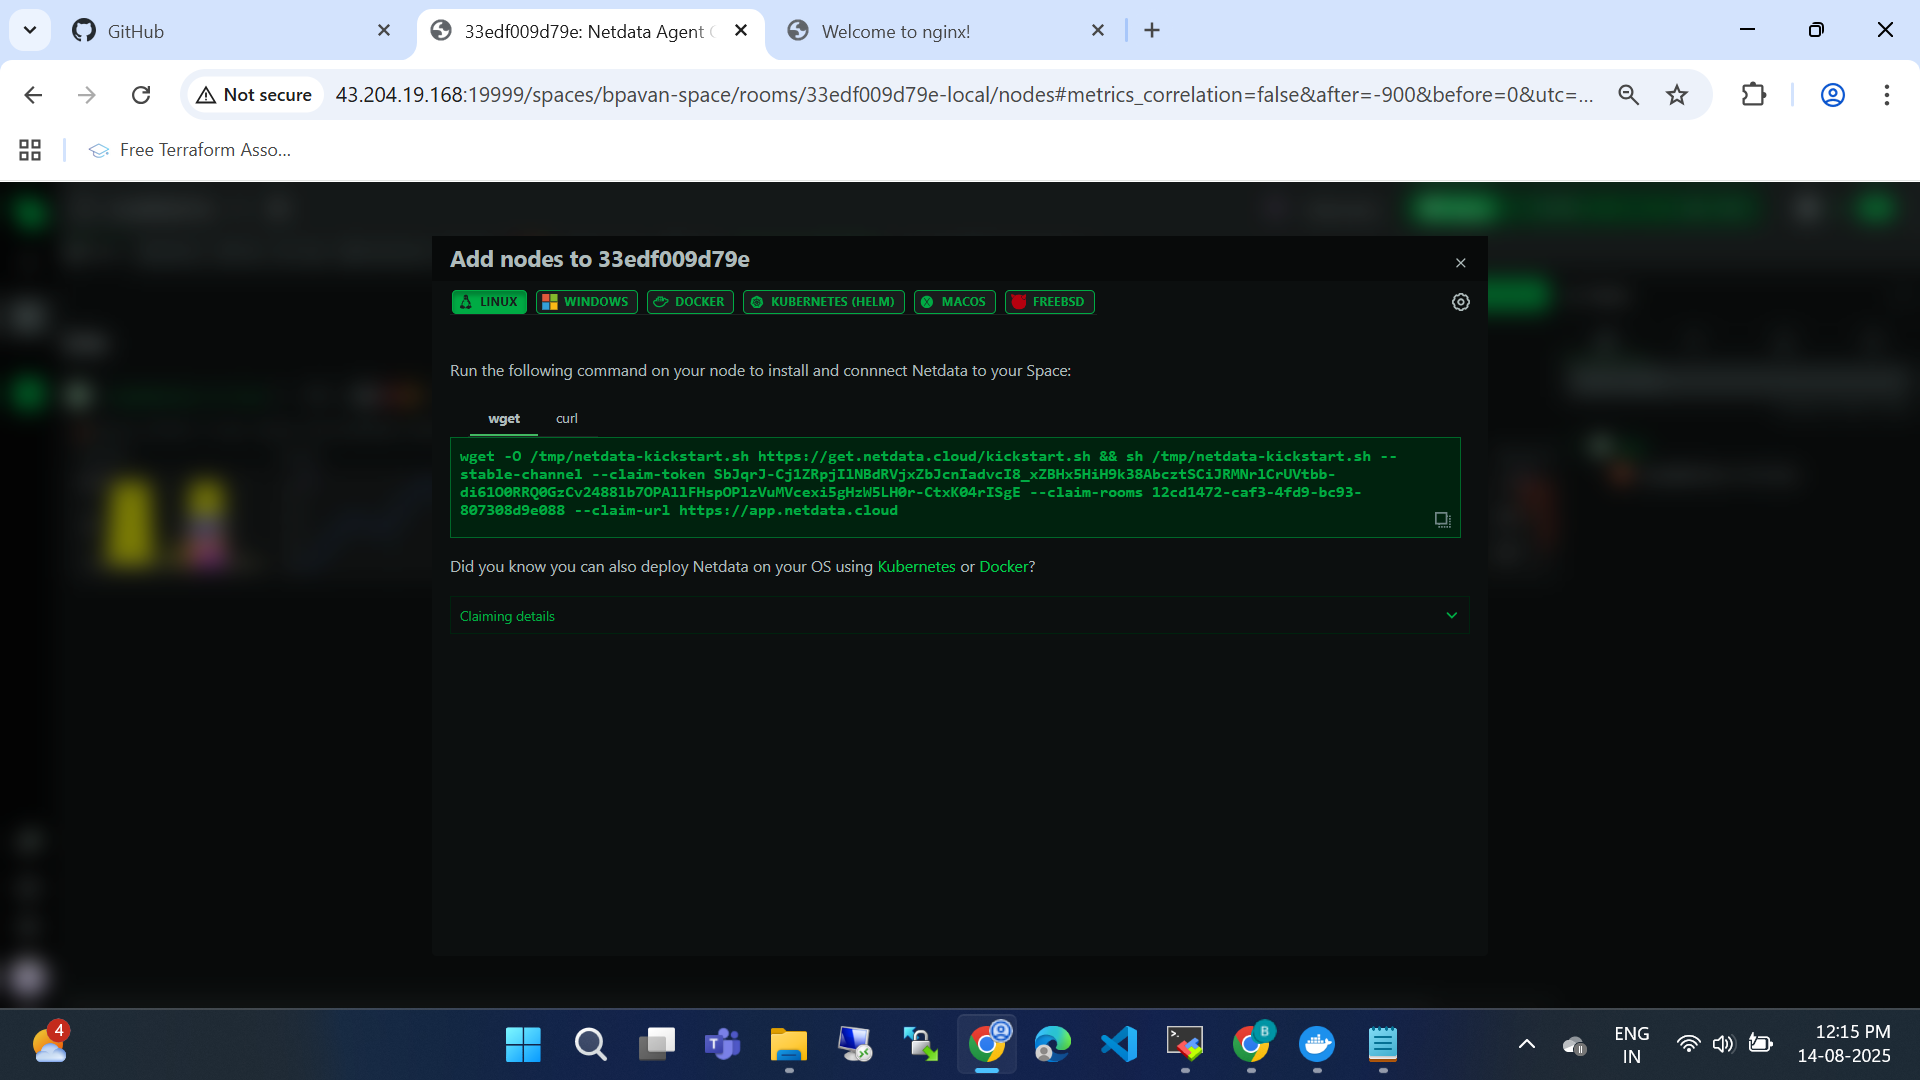 GitHub
33edf009d79e: Netdata Agent C
Welcome to nginx!
Not secure
43.204.19.168:19999/spaces/bpavan-space/rooms/33edf009d79e-local/nodes#metrics_correlation=false&after=-900&before=0&utc=...
Free Terraform Asso...
Add nodes to 33edf009d79e
LINUX WINDOWS DOCKER KUBERNETES (HELM) MACOS FREEBSD
Run the following command on your node to install and connnect Netdata to your Space:
wget curl
wget -O /tmp/netdata-kickstart.sh https://get.netdata.cloud/kickstart.sh && sh /tmp/netdata-kickstart.sh --
stable-channel --claim-token SbJqrJ-Cj1ZRpjIlNBdRVjxZbJcnIadvcI8_xZBHx5HiH9k38AbcztSCiJRMNrlCrUVtbb-
di61O0RRQ0GzCv2488lb7OPAllFHspOPlzVuMVcexi5gHzW5LH0r-CtxK04rISgE --claim-rooms 12cd1472-caf3-4fd9-bc93-
807308d9e088 --claim-url https://app.netdata.cloud
Did you know you can also deploy Netdata on your OS using Kubernetes or Docker?
Claiming details
4
B
ENG
IN
12:15 PM
14-08-2025